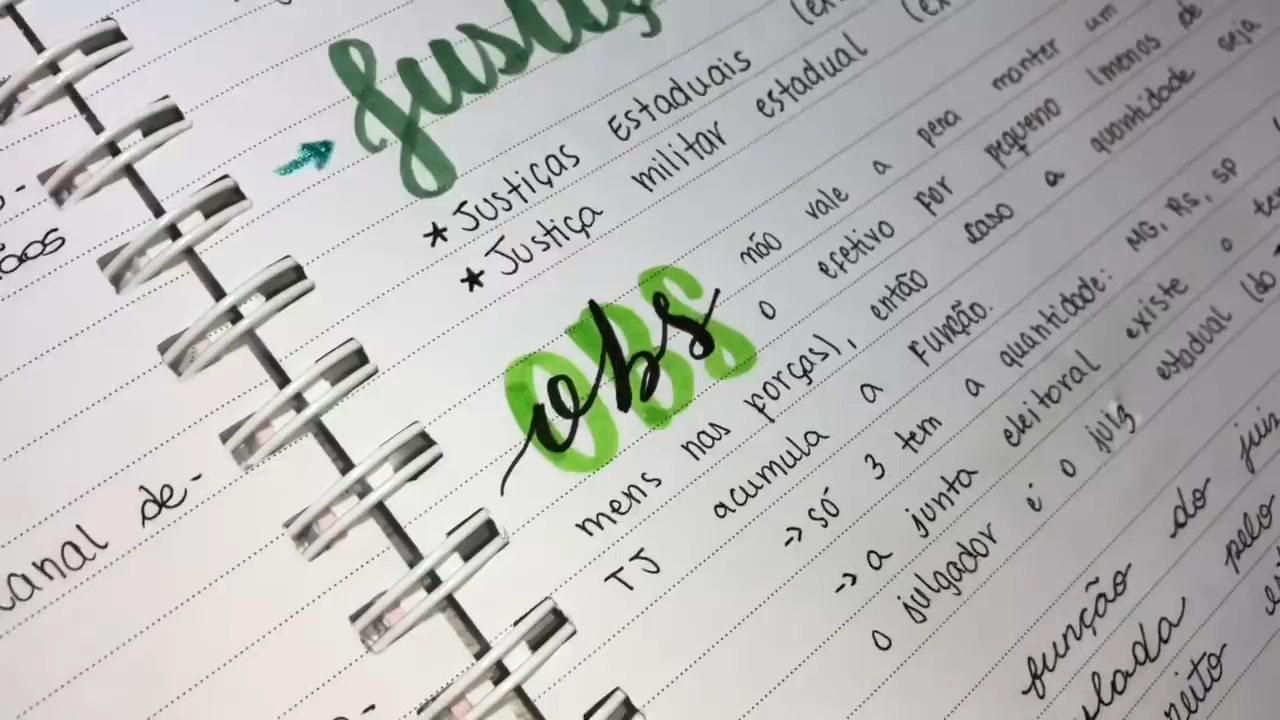 * Justiças Estaduais
* Justiça militar estadual
OBS
obs não vale a pena manter um
o efetivo por pequeno (menos de
mens nas forças), então caso a quantidade seja
TJ acumula a função.
-> só 3 tem a quantidade: MG, RS, SP
-> a junta eleitoral existe o
o julgador é o juiz estadual (do
função do
pelo
anal de-